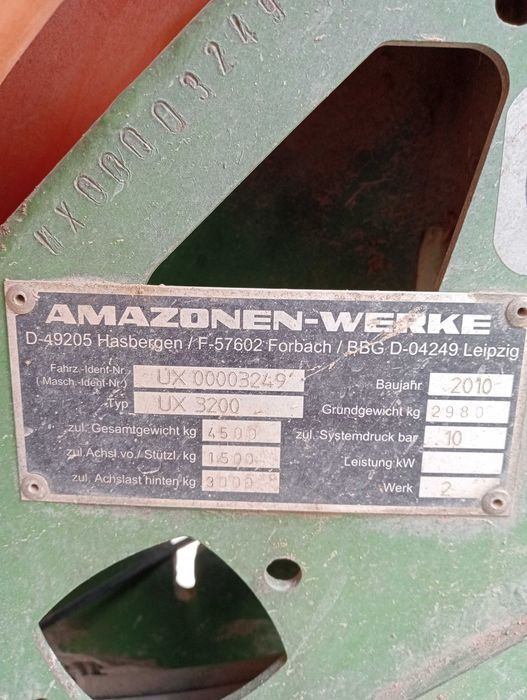 UX00003249
AMAZONEN-WERKE
D-49205 Hasbergen / F-57602 Forbach / BBG D-04249 Leipzig
Fahrz.-Ident-Nr.
(Masch.-Ident-Nr.) UX 00003249
Baujahr 2010
Typ UX 3200
Grundgewicht kg 2980
zul. Gesamtgewicht kg 4500
zul. Systemdruck bar 10
zul.Achsl.vo./Stützl. kg 1500
Leistung kW
zul. Achslast hinten kg 3000
Werk 2